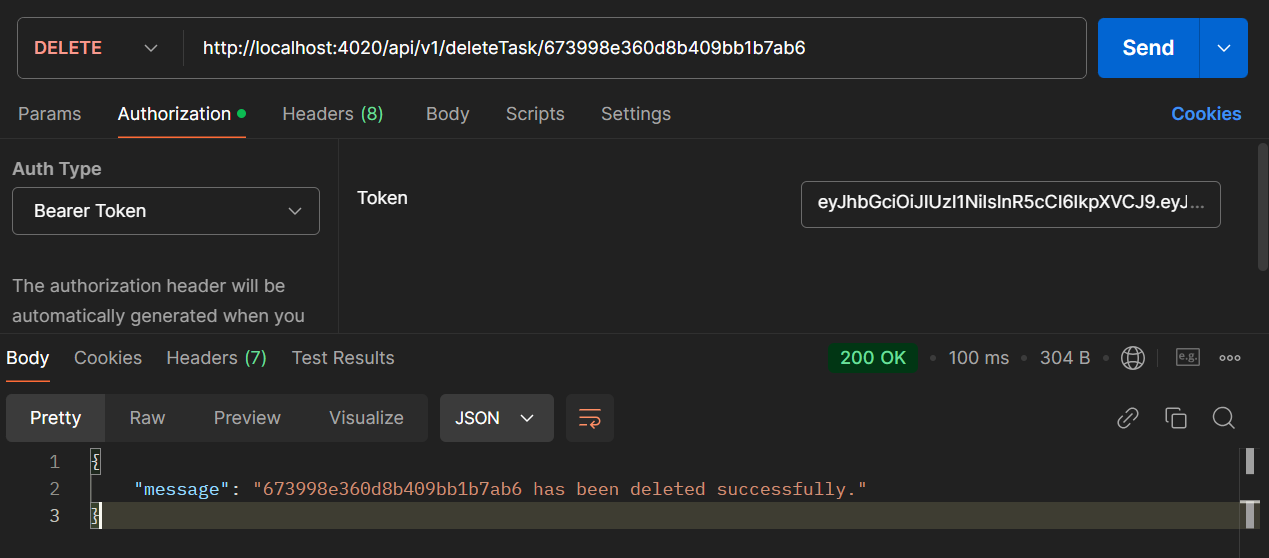 DELETE http://localhost:4020/api/v1/deleteTask/673998e360d8b409bb1b7ab6 Send
Params Authorization Headers (8) Body Scripts Settings Cookies
Auth Type
Bearer Token
Token eyJhbGciOiJIUzI1NiIsInR5cCI6IkpXVCJ9.eyJ...
The authorization header will be
automatically generated when you
Body Cookies Headers (7) Test Results 200 OK 100 ms 304 B e.g.
Pretty Raw Preview Visualize JSON
1 {
2 "message": "673998e360d8b409bb1b7ab6 has been deleted successfully."
3 }